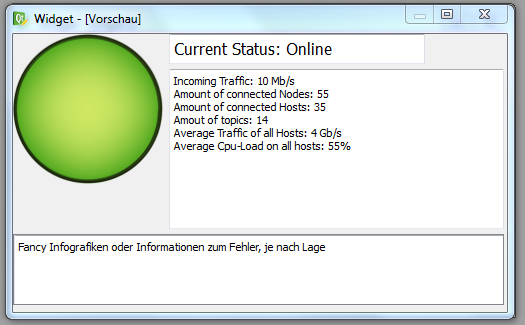 Qt Widget - [Vorschau]
Current Status: Online
Incoming Traffic: 10 Mb/s
Amount of connected Nodes: 55
Amount of connected Hosts: 35
Amout of topics: 14
Average Traffic of all Hosts: 4 Gb/s
Average Cpu-Load on all hosts: 55%
Fancy Infografiken oder Informationen zum Fehler, je nach Lage